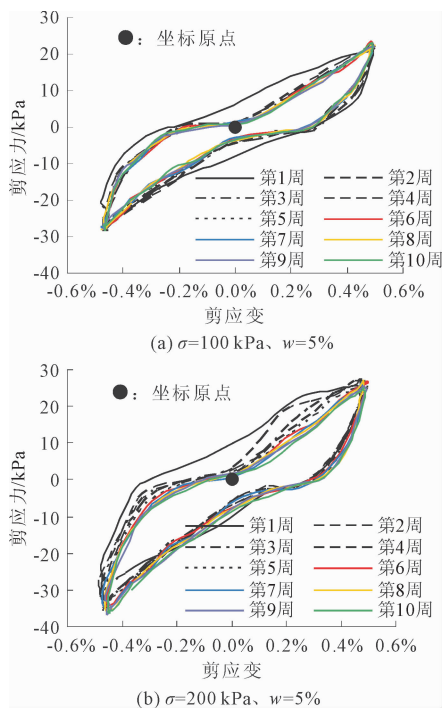 30
●：坐标原点
20
10
0
-10
-20
-30
-40
剪应力/kPa
第1周 第2周
第3周 第4周
第5周 第6周
第7周 第8周
第9周 第10周
-0.6% -0.4% -0.2% 0.0% 0.2% 0.4% 0.6%
剪应变
(a) σ=100 kPa、w=5%
30
●：坐标原点
20
10
0
-10
-20
-30
-40
剪应力/kPa
第1周 第2周
第3周 第4周
第5周 第6周
第7周 第8周
第9周 第10周
-0.6% -0.4% -0.2% 0.0% 0.2% 0.4% 0.6%
剪应变
(b) σ=200 kPa、w=5%